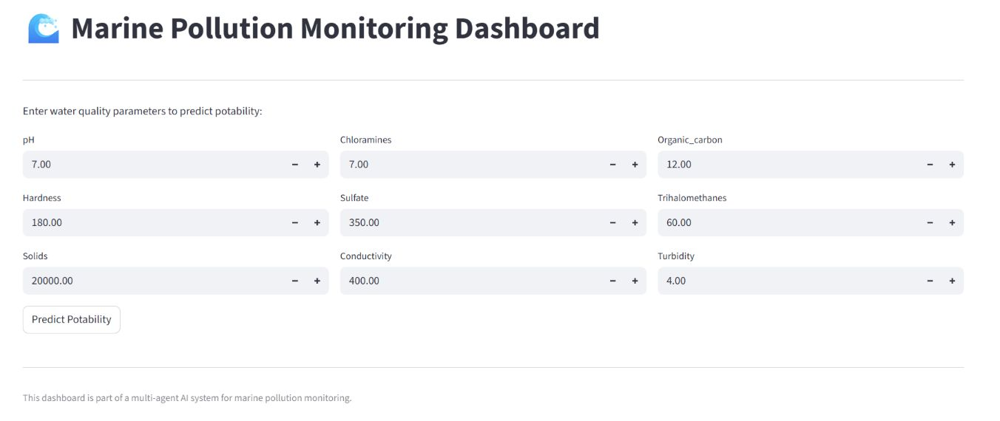 Marine Pollution Monitoring Dashboard
Enter water quality parameters to predict potability:
pH
Chloramines
Organic_carbon
7.00
7.00
12.00
Hardness
Sulfate
Trihalomethanes
180.00
350.00
60.00
Solids
Conductivity
Turbidity
20000.00
400.00
4.00
Predict Potability
This dashboard is part of a multi-agent AI system for marine pollution monitoring.